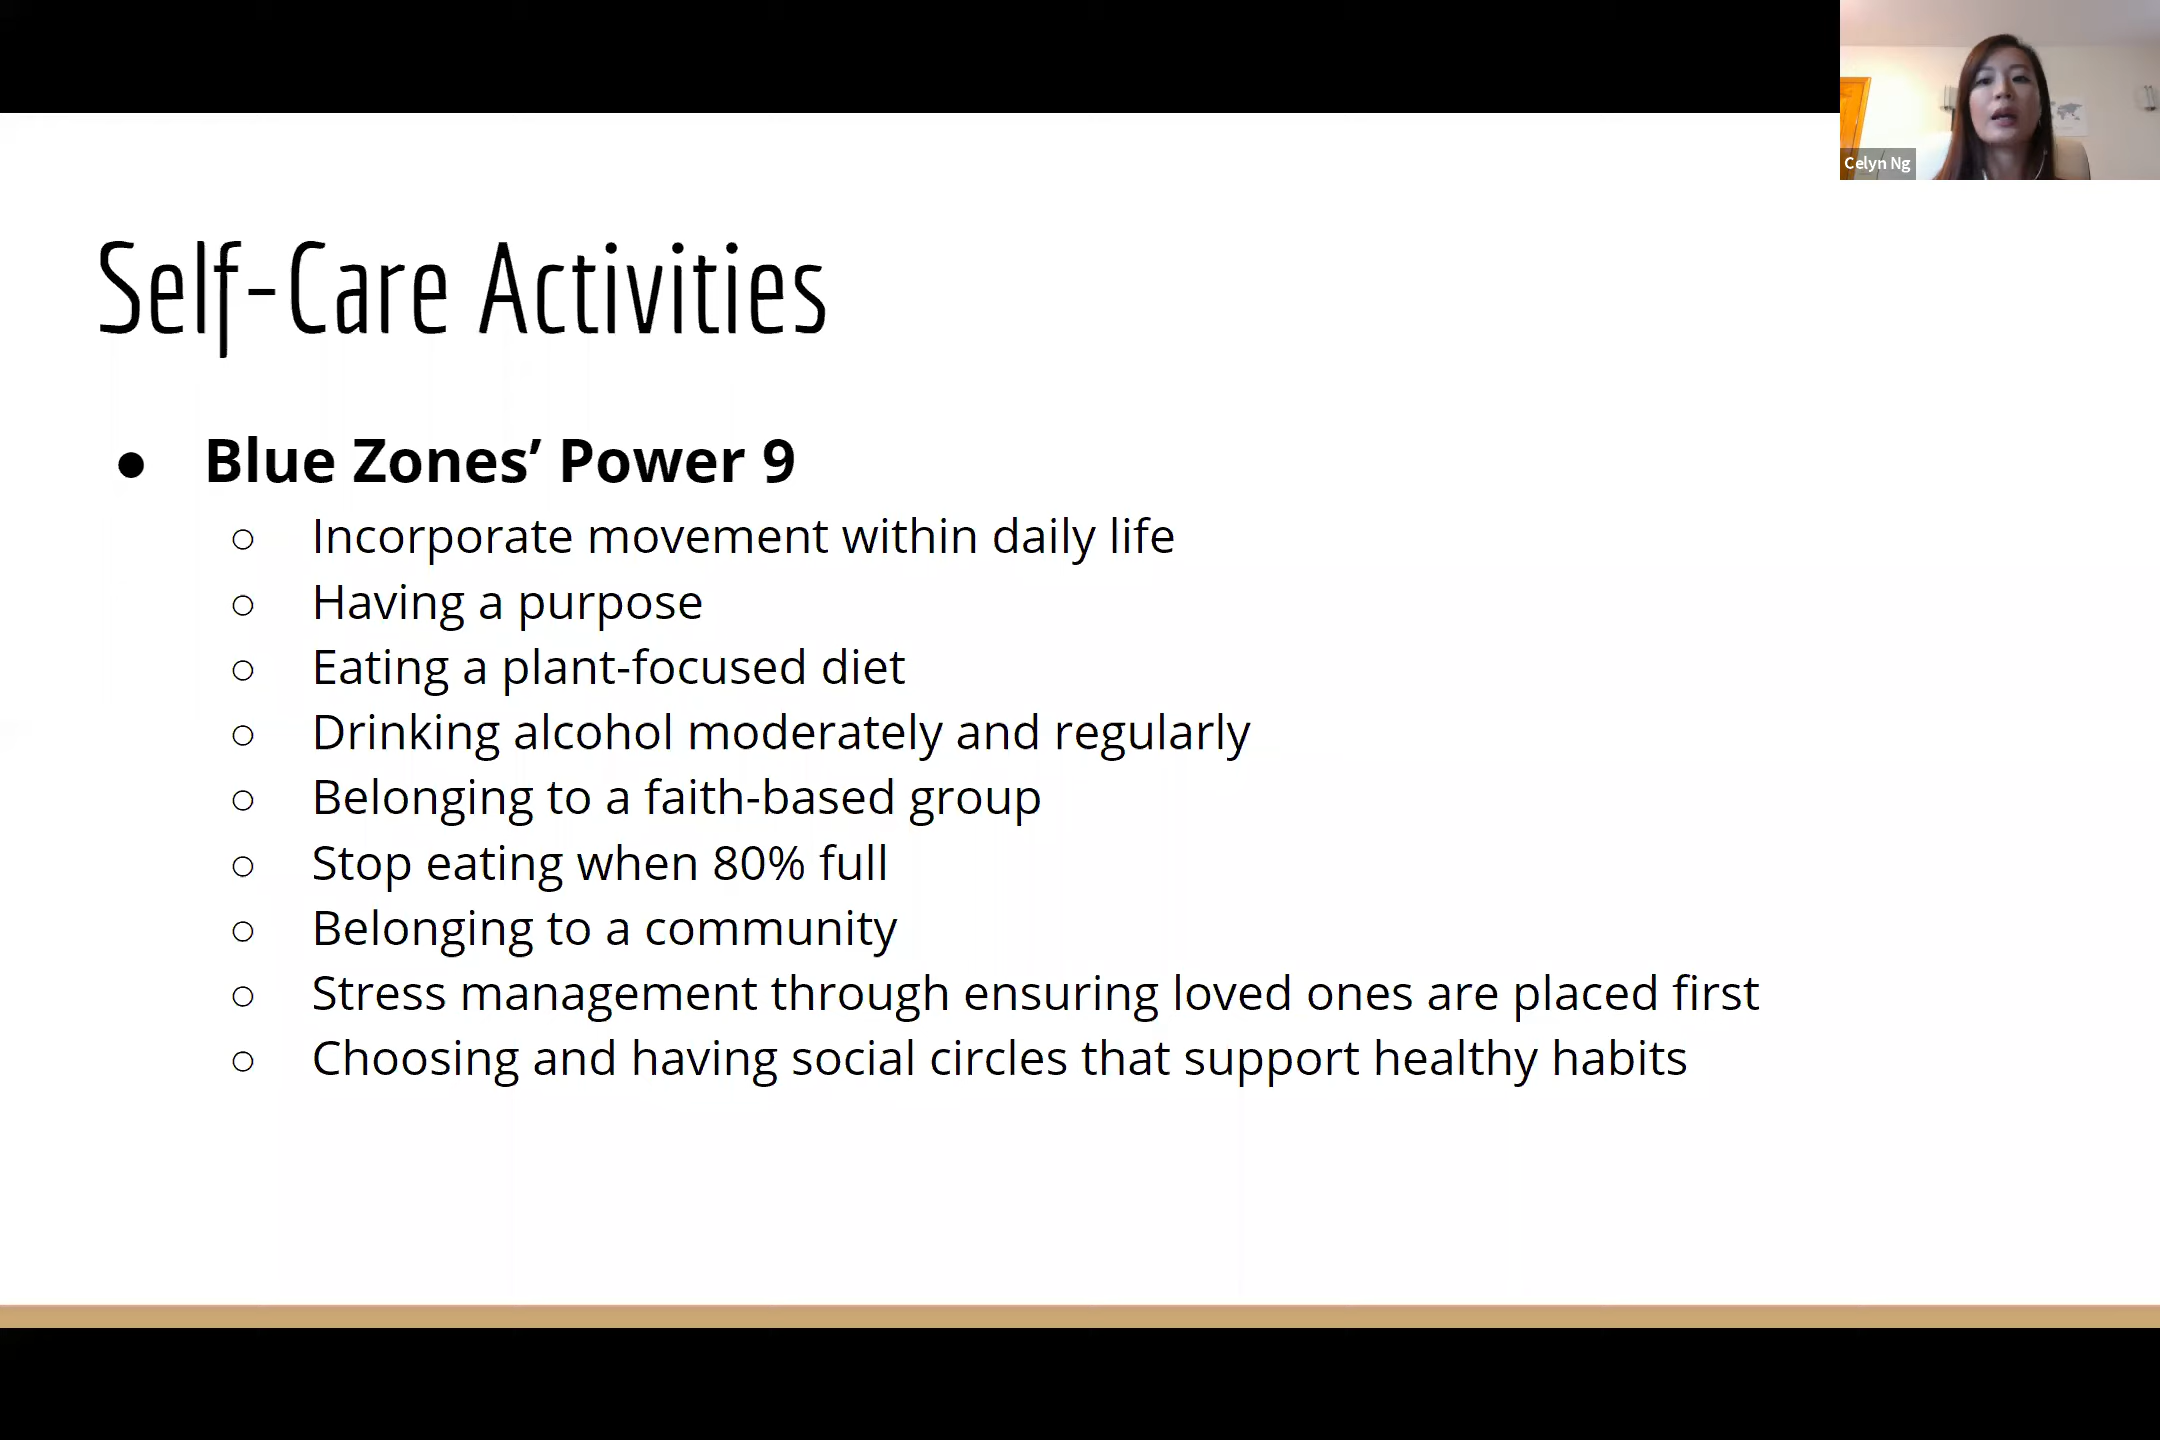 Celyn Ng
Self-Care Activities
● Blue Zones’ Power 9
○ Incorporate movement within daily life
○ Having a purpose
○ Eating a plant-focused diet
○ Drinking alcohol moderately and regularly
○ Belonging to a faith-based group
○ Stop eating when 80% full
○ Belonging to a community
○ Stress management through ensuring loved ones are placed first
○ Choosing and having social circles that support healthy habits